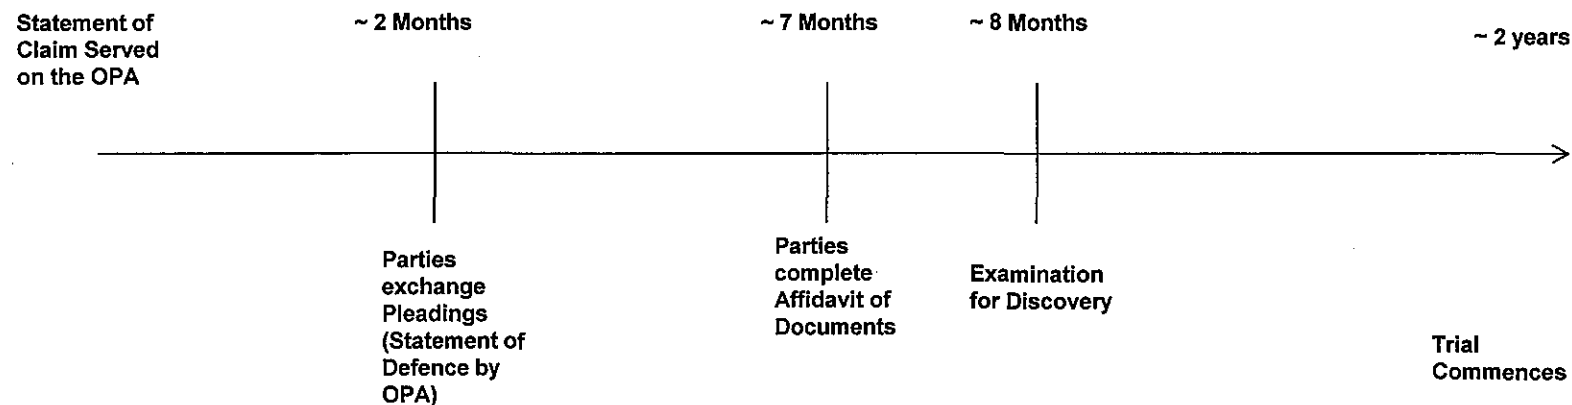 Statement of
Claim Served
on the OPA
~ 2 Months
~ 7 Months
~ 8 Months
~ 2 years
Parties
exchange
Pleadings
(Statement of
Defence by
OPA)
Parties
complete
Affidavit of
Documents
Examination
for Discovery
Trial
Commences